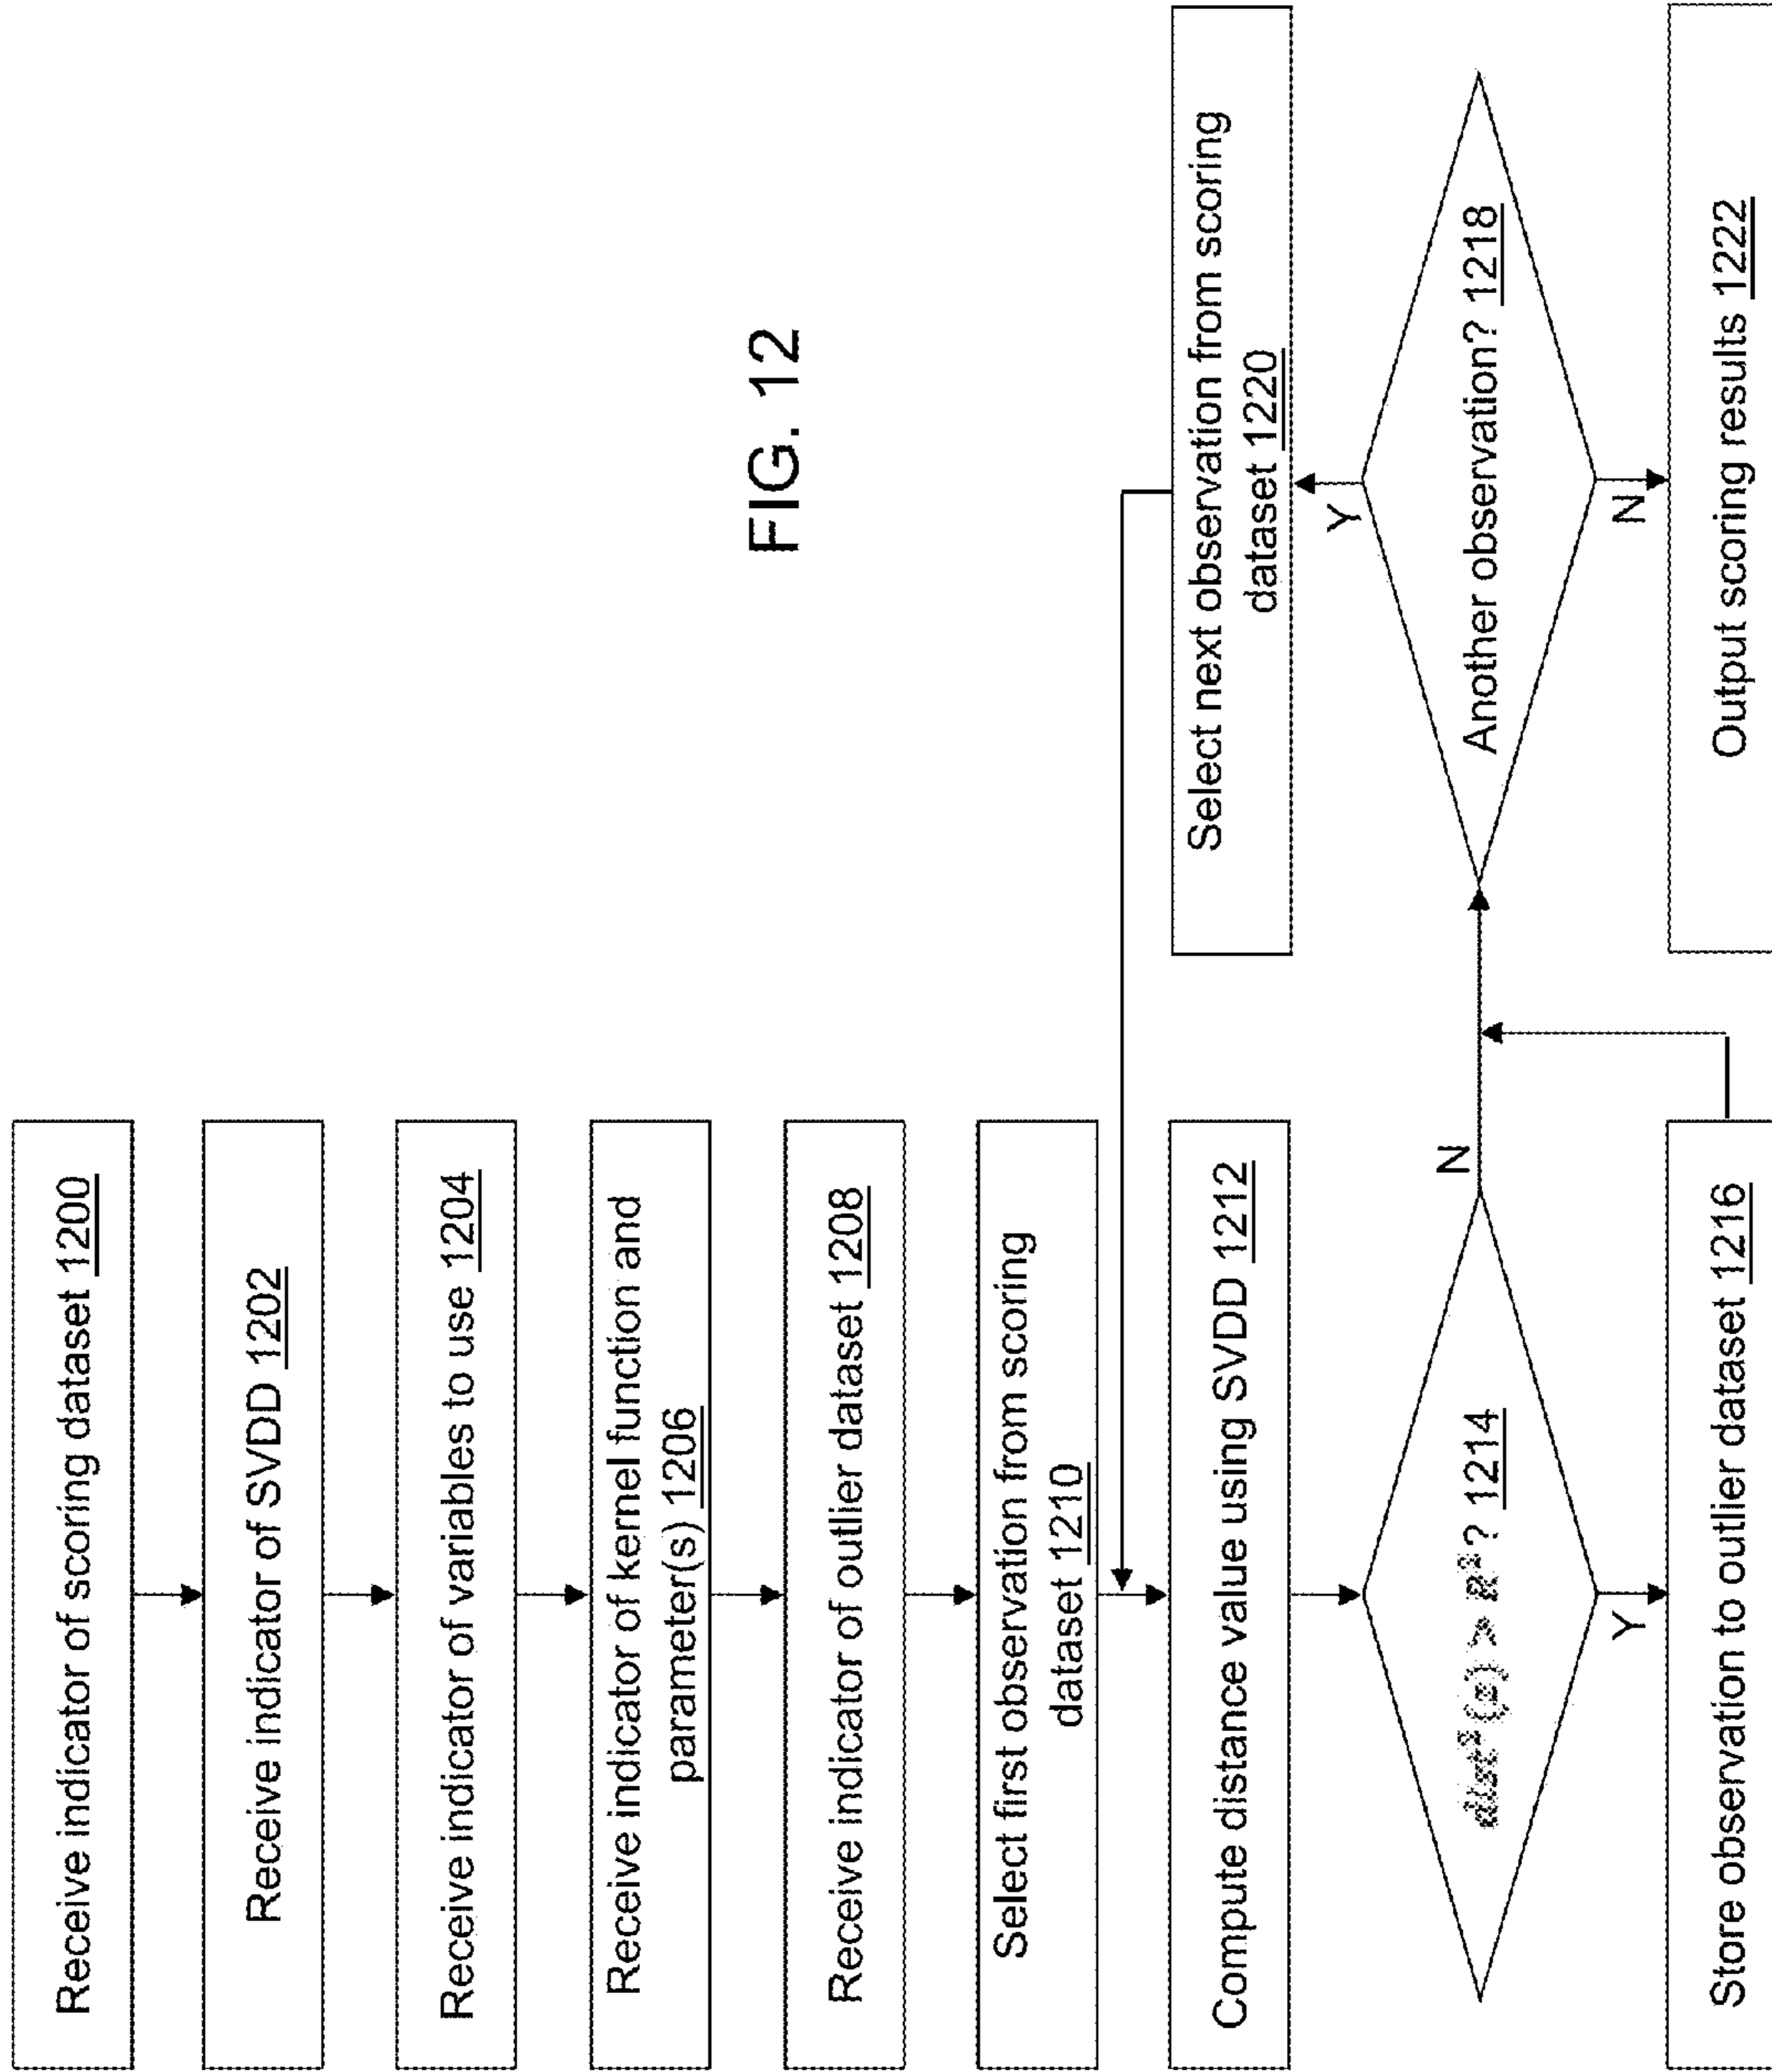 Receive indicator of scoring dataset 1200
Receive indicator of SVDD 1202
Receive indicator of variables to use 1204
Receive indicator of kernel function and
parameter(s) 1206
Receive indicator of outlier dataset 1208
Select first observation from scoring
dataset 1210
Compute distance value using SVDD 1212
dist²(z) > R²? 1214
N
Y
Store observation to outlier dataset 1216
FIG. 12
Select next observation from scoring
dataset 1220
Y
Another observation? 1218
N
Output scoring results 1222